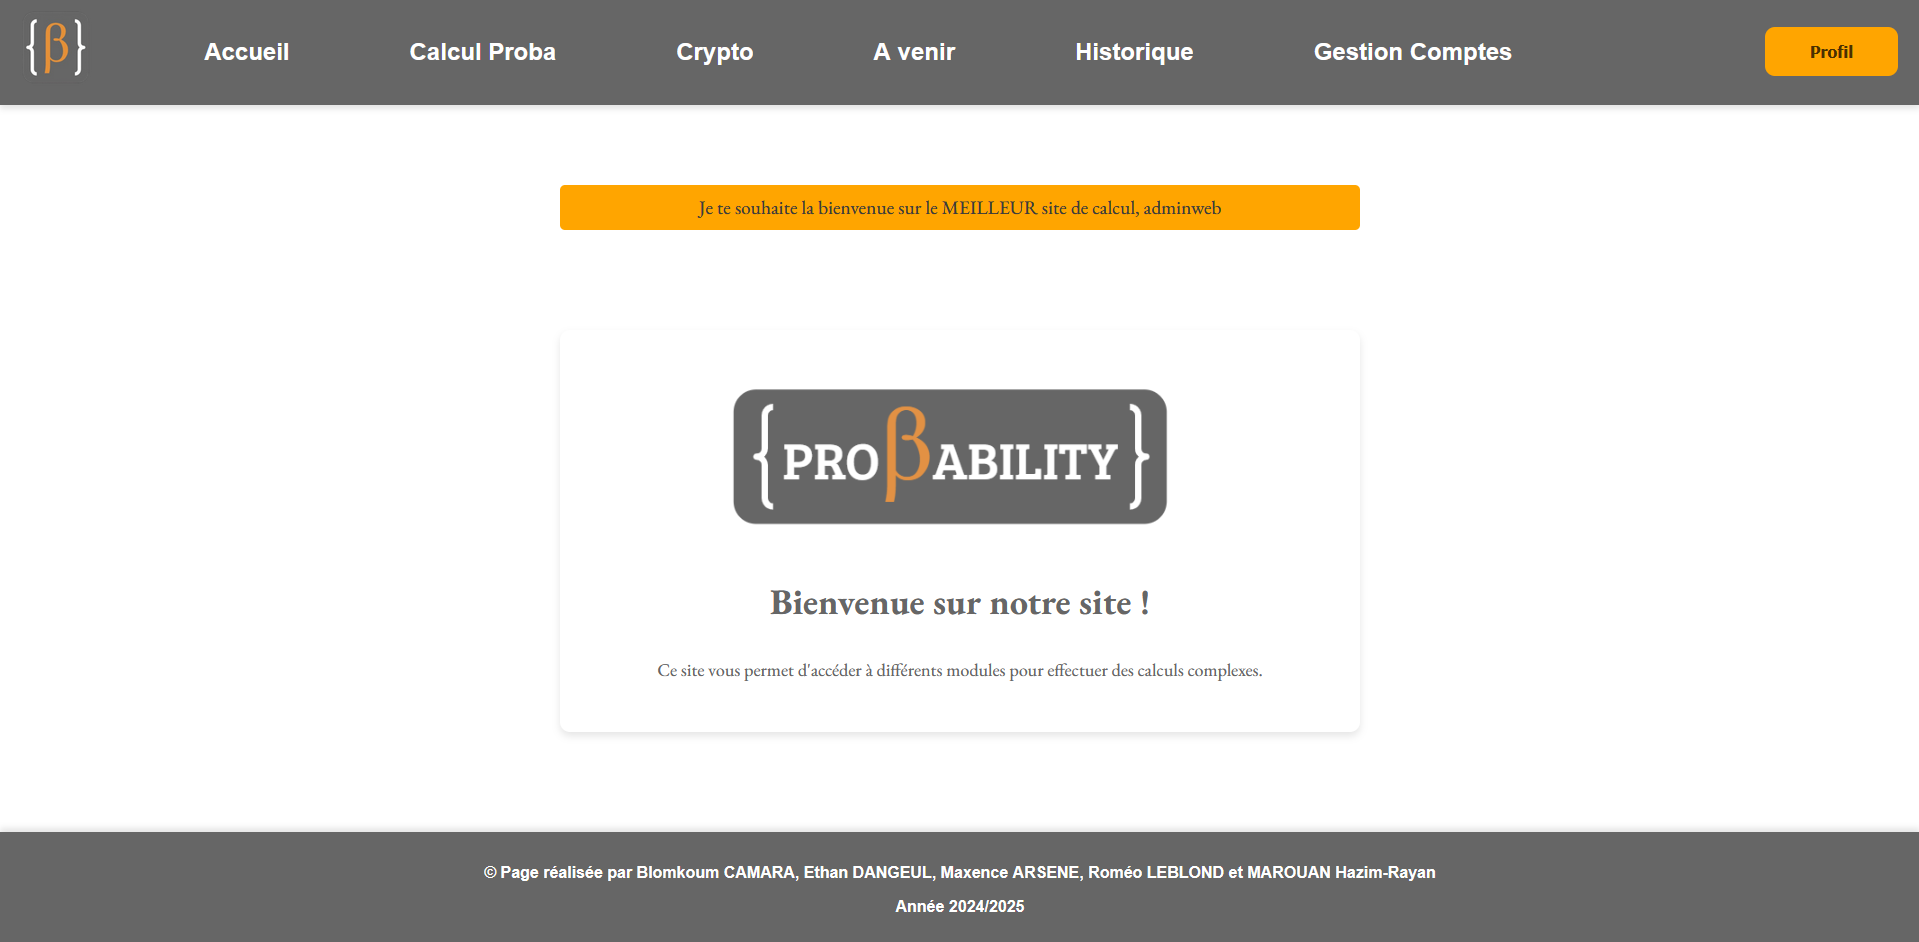 {β}
Accueil
Calcul Proba
Crypto
A venir
Historique
Gestion Comptes
Profil
Je te souhaite la bienvenue sur le MEILLEUR site de calcul, adminweb
{PROβABILITY}
Bienvenue sur notre site !
Ce site vous permet d'accéder à différents modules pour effectuer des calculs complexes.
© Page réalisée par Blomkoum CAMARA, Ethan DANGEUL, Maxence ARSENE, Roméo LEBLOND et MAROUAN Hazim-Rayan
Année 2024/2025